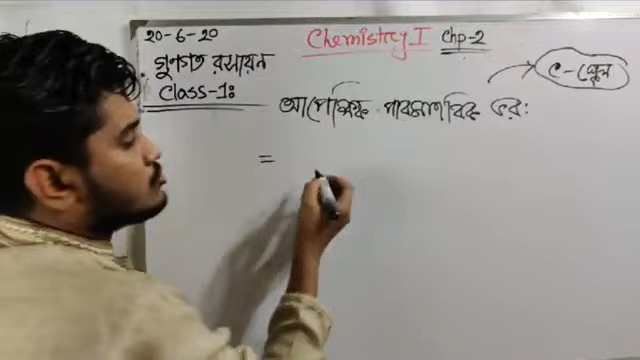 20-6-20
Chemistry I Chp-2
গুণগত রসায়ন
Class-1:
e-স্কুল
আপেক্ষিক পারমাণবিক ভর:
=